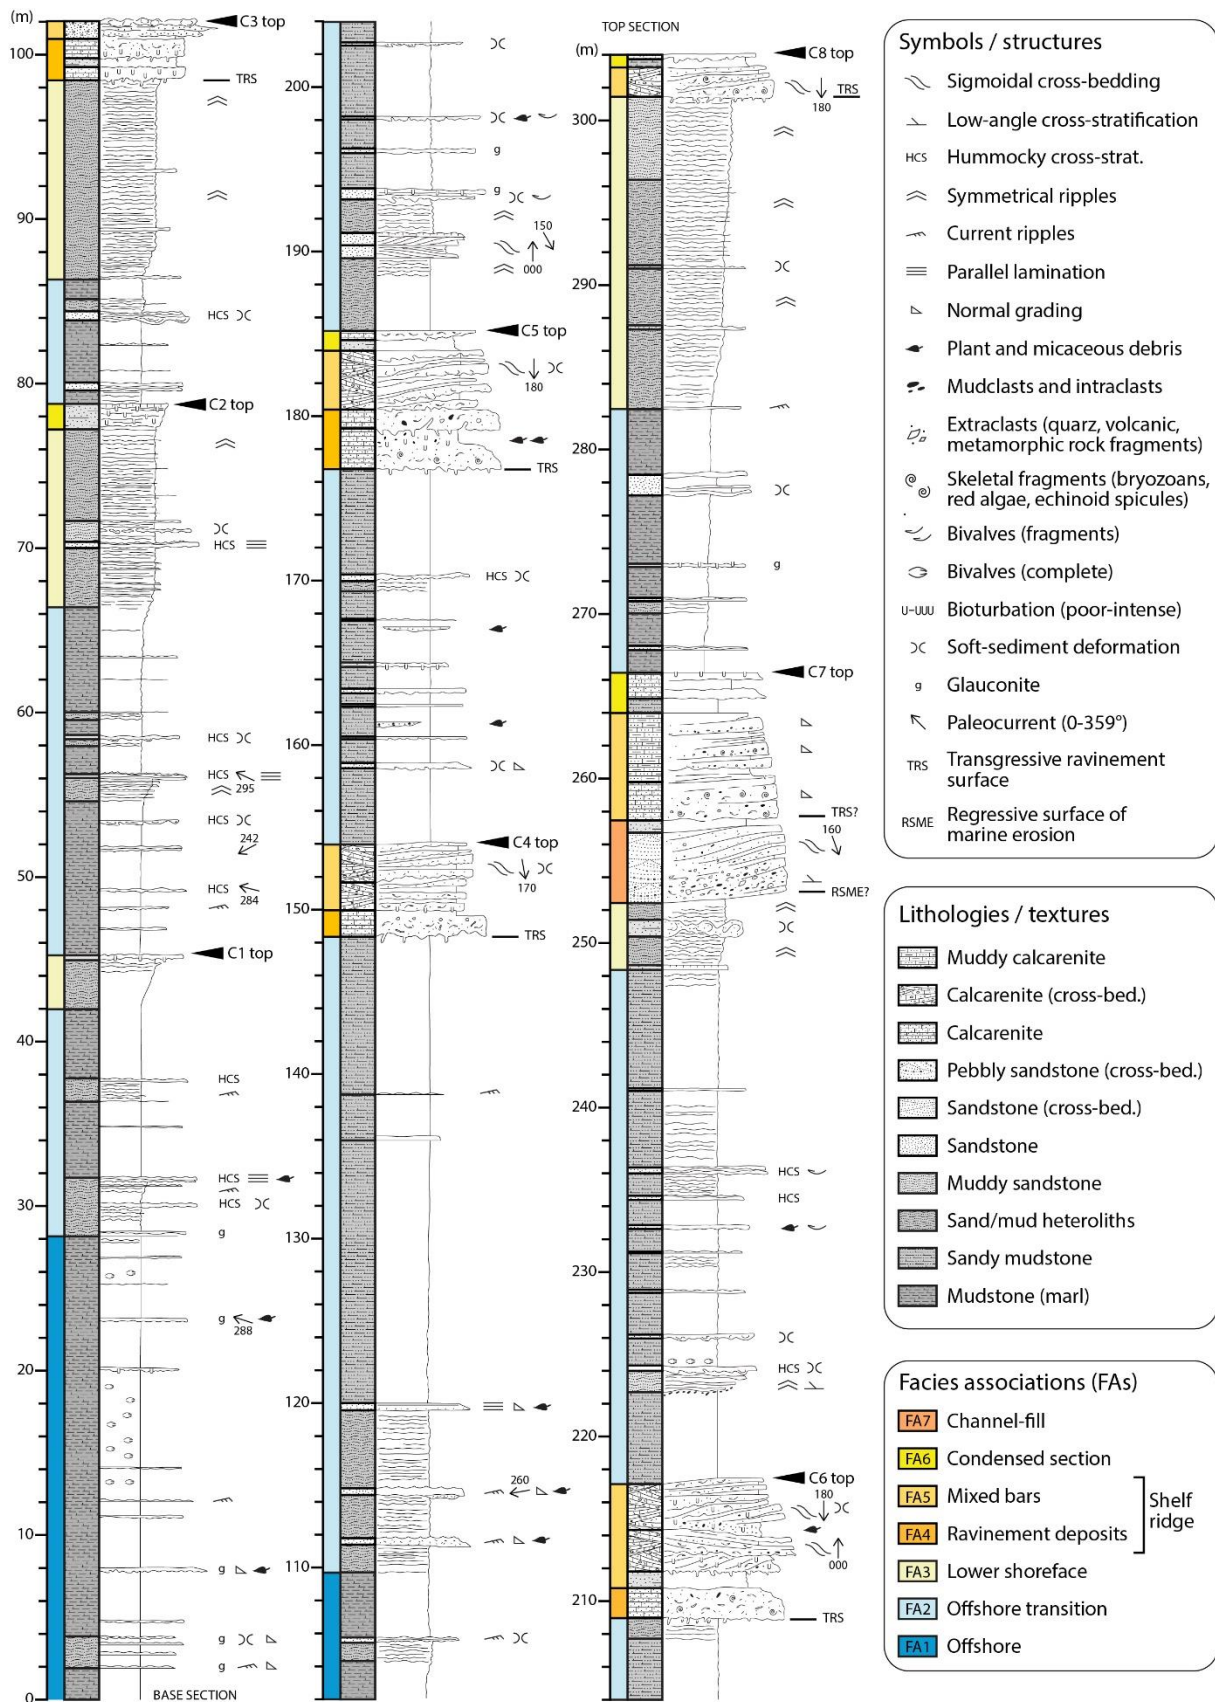 (m)
C3 top
100
TRS
90
HCS
80
C2 top
HCS
70
60
HCS
HCS
295
HCS
242
50
HCS
284
C1 top
40
HCS
HCS
30
HCS
g
g
288
20
10
g
g
g
0
BASE SECTION
200
g
g
150
190
000
C5 top
180
180
TRS
170
HCS
160
C4 top
170
150
TRS
140
130
120
260
110
TOP SECTION
(m)
C8 top
TRS
180
300
290
280
g
270
C7 top
260
TRS?
160
RSME?
250
240
HCS
HCS
230
HCS
220
C6 top
180
000
210
TRS
Symbols / structures
Sigmoidal cross-bedding
Low-angle cross-stratification
HCS Hummocky cross-strat.
Symmetrical ripples
Current ripples
Parallel lamination
Normal grading
Plant and micaceous debris
Mudclasts and intraclasts
Extraclasts (quarz, volcanic,
metamorphic rock fragments)
Skeletal fragments (bryozoans,
red algae, echinoid spicules)
Bivalves (fragments)
Bivalves (complete)
U-UUU Bioturbation (poor-intense)
Soft-sediment deformation
g Glauconite
Paleocurrent (0-359°)
TRS Transgressive ravinement
surface
RSME Regressive surface of
marine erosion
Lithologies / textures
Muddy calcarenite
Calcarenite (cross-bed.)
Calcarenite
Pebbly sandstone (cross-bed.)
Sandstone (cross-bed.)
Sandstone
Muddy sandstone
Sand/mud heteroliths
Sandy mudstone
Mudstone (marl)
Facies associations (FAs)
FA7 Channel-fill
FA6 Condensed section
FA5 Mixed bars
FA4 Ravinement deposits
Shelf
ridge
FA3 Lower shoreface
FA2 Offshore transition
FA1 Offshore